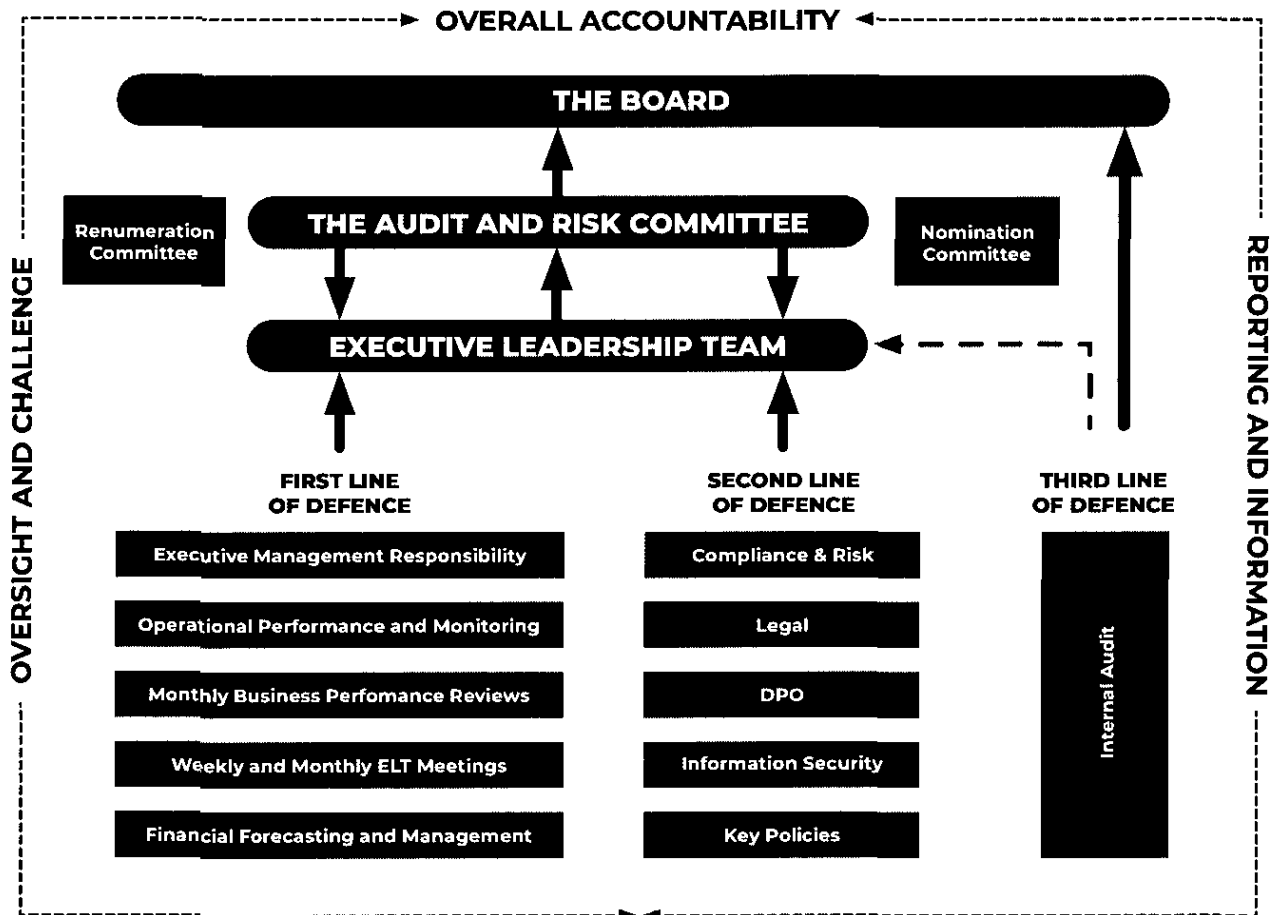 OVERALL ACCOUNTABILITY
THE BOARD
Renumeration
Committee
THE AUDIT AND RISK COMMITTEE
Nomination
Committee
EXECUTIVE LEADERSHIP TEAM
OVERSIGHT AND CHALLENGE
REPORTING AND INFORMATION
FIRST LINE
OF DEFENCE
Executive Management Responsibility
Operational Performance and Monitoring
Monthly Business Perfomance Reviews
Weekly and Monthly ELT Meetings
Financial Forecasting and Management
SECOND LINE
OF DEFENCE
Compliance & Risk
Legal
DPO
Information Security
Key Policies
THIRD LINE
OF DEFENCE
Internal Audit